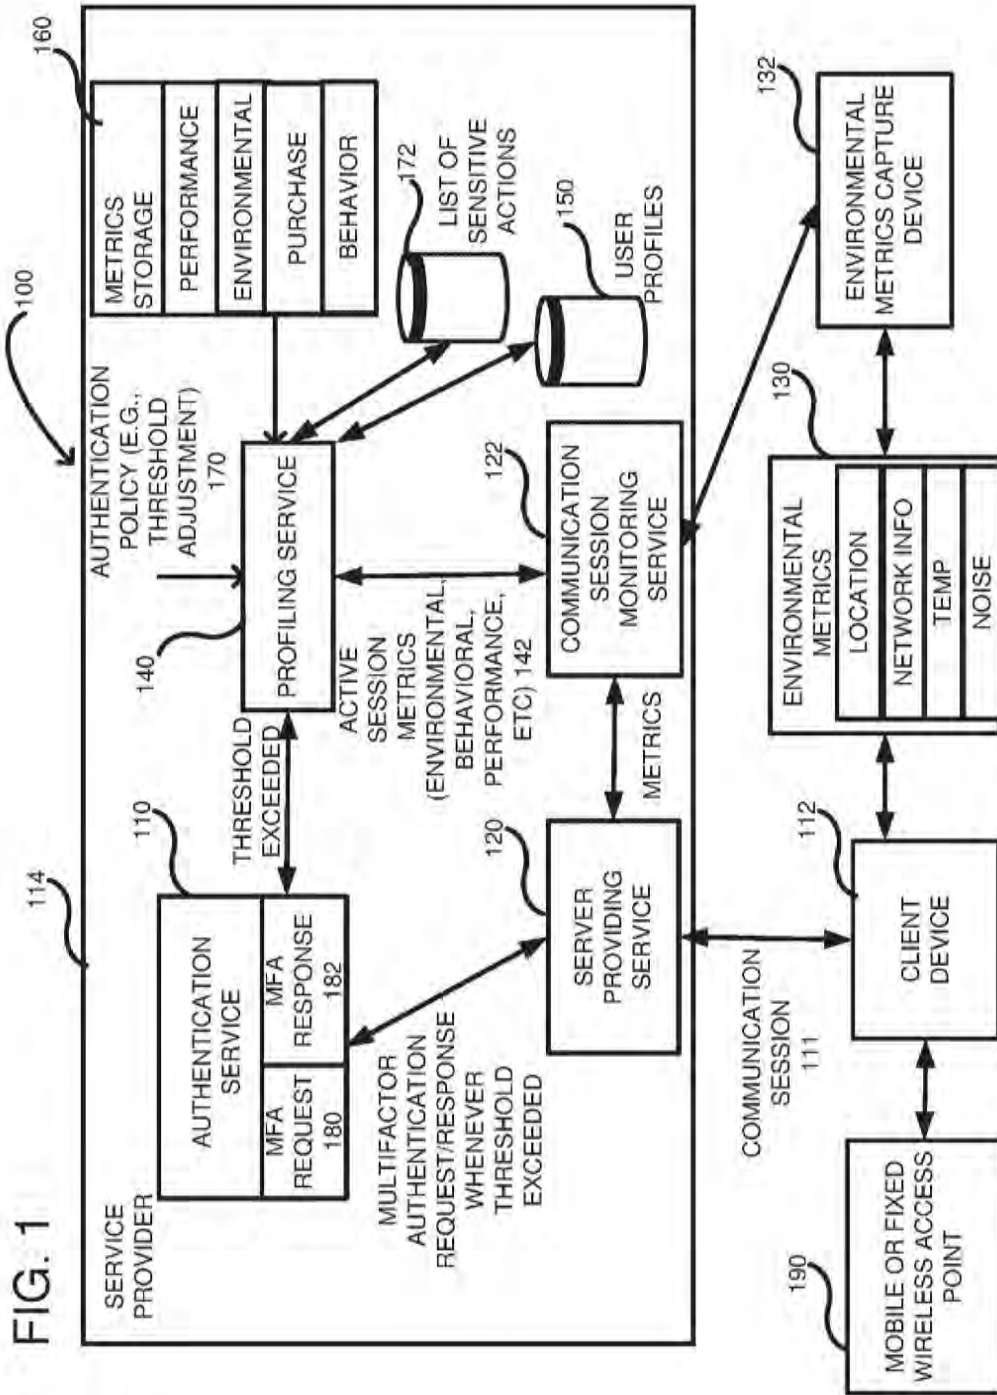 FIG. 1
100
114
SERVICE
PROVIDER
110
AUTHENTICATION
SERVICE
MFA
REQUEST
180
MFA
RESPONSE
182
THRESHOLD
EXCEEDED
140
PROFILING SERVICE
AUTHENTICATION
POLICY (E.G.,
THRESHOLD
ADJUSTMENT)
170
160
METRICS
STORAGE
PERFORMANCE
ENVIRONMENTAL
PURCHASE
BEHAVIOR
172
LIST OF
SENSITIVE
ACTIONS
150
USER
PROFILES
ACTIVE
SESSION
METRICS
(ENVIRONMENTAL,
BEHAVIORAL,
PERFORMANCE,
ETC) 142
MULTIFACTOR
AUTHENTICATION
REQUEST/RESPONSE
WHENEVER
THRESHOLD
EXCEEDED
120
SERVER
PROVIDING
SERVICE
METRICS
122
COMMUNICATION
SESSION
MONITORING
SERVICE
COMMUNICATION
SESSION
111
190
MOBILE OR FIXED
WIRELESS ACCESS
POINT
112
CLIENT
DEVICE
130
ENVIRONMENTAL
METRICS
LOCATION
NETWORK INFO
TEMP
NOISE
132
ENVIRONMENTAL
METRICS CAPTURE
DEVICE